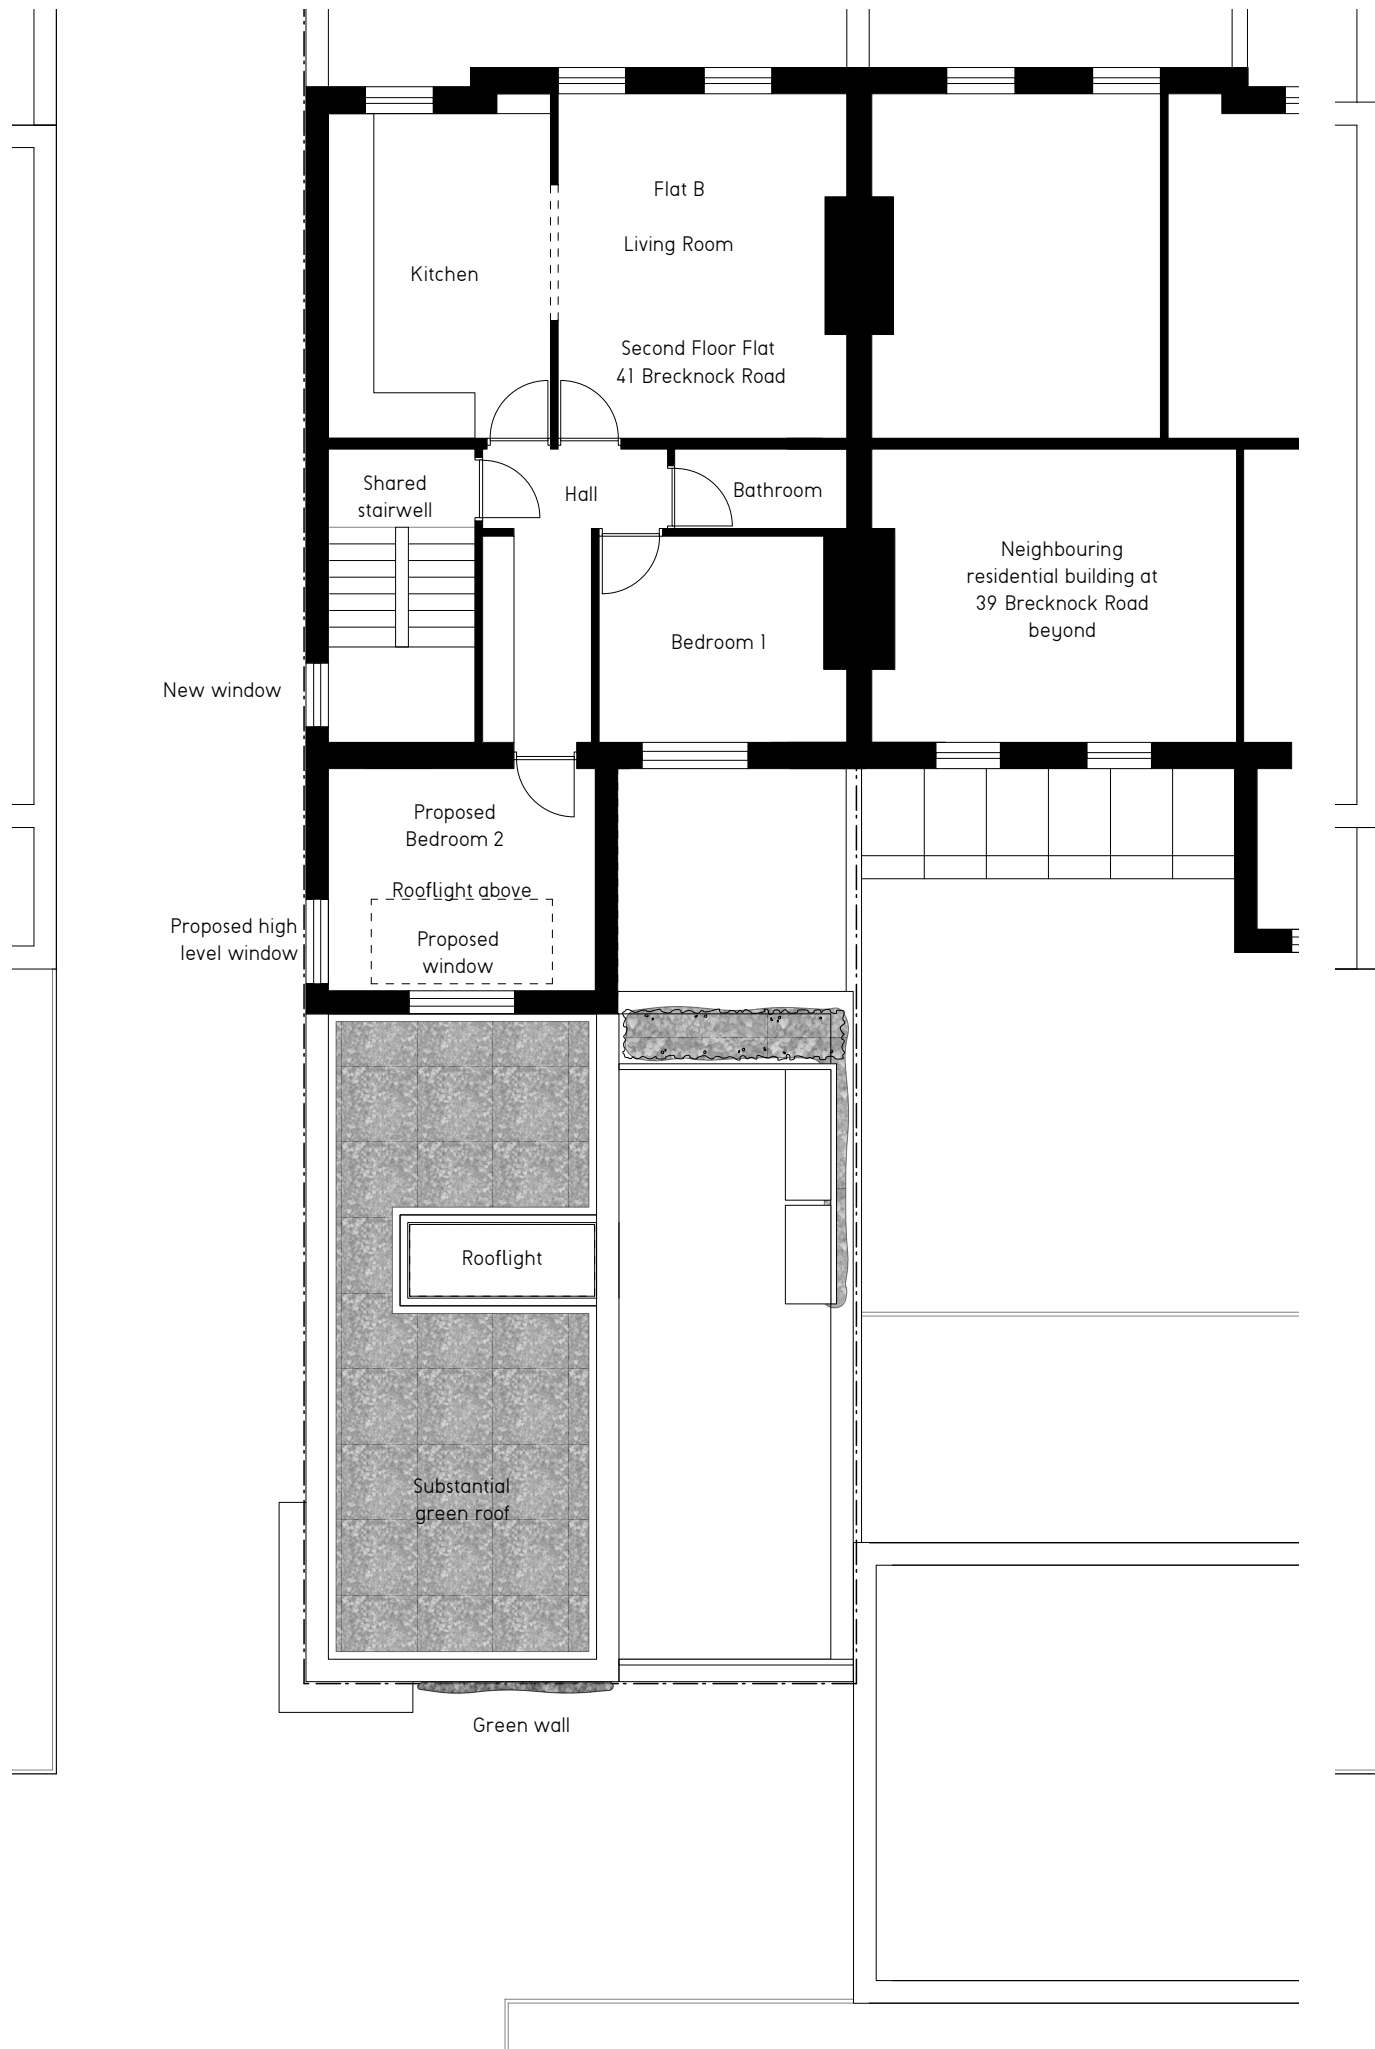 Flat B
Living Room
Kitchen
Second Floor Flat
41 Brecknock Road
Shared
stairwell
Hall
Bathroom
Neighbouring
residential building at
39 Brecknock Road
beyond
Bedroom 1
New window
Proposed
Bedroom 2
Rooflight above
Proposed high
level window
Proposed
window
Rooflight
Substantial
green roof
Green wall